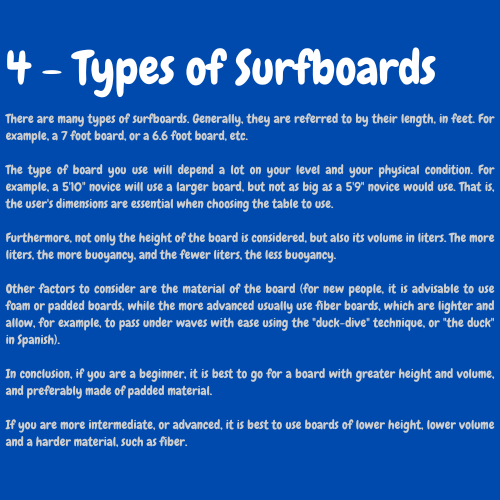 4 - Types of Surfboards
There are many types of surfboards. Generally, they are referred to by their length, in feet. For
example, a 7 foot board, or a 6.6 foot board, etc.
The type of board you use will depend a lot on your level and your physical condition. For
example, a 5'10" novice will use a larger board, but not as big as a 5'9" novice would use. That is,
the user's dimensions are essential when choosing the table to use.
Furthermore, not only the height of the board is considered, but also its volume in liters. The more
liters, the more buoyancy, and the fewer liters, the less buoyancy.
Other factors to consider are the material of the board (for new people, it is advisable to use
foam or padded boards, while the more advanced usually use fiber boards, which are lighter and
allow, for example, to pass under waves with ease using the "duck-dive" technique, or "the duck"
in Spanish).
In conclusion, if you are a beginner, it is best to go for a board with greater height and volume,
and preferably made of padded material.
If you are more intermediate, or advanced, it is best to use boards of lower height, lower volume
and a harder material, such as fiber.